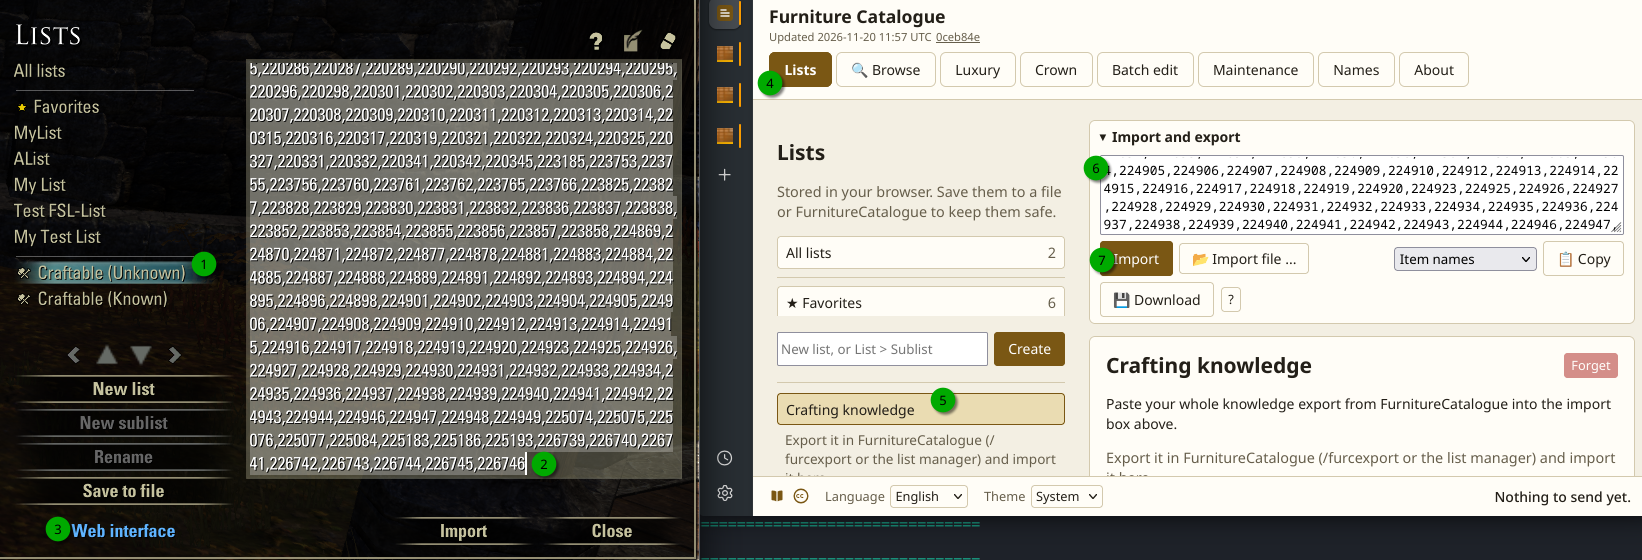 LISTS
All lists
Favorites
MyList
AList
My List
Test FSL-List
My Test List
Craftable (Unknown)
1
Craftable (Known)
New list
New sublist
Rename
Save to file
3
Web interface
?
5,220286,220287,220289,220290,220292,220293,220294,220295,
220296,220298,220301,220302,220303,220304,220305,220306,2
20307,220308,220309,220310,220311,220312,220313,220314,22
0315,220316,220317,220319,220321,220322,220324,220325,220
327,220331,220332,220341,220342,220345,223185,223753,2237
55,223756,223760,223761,223762,223765,223766,223825,22382
7,223828,223829,223830,223831,223832,223836,223837,223838,
223852,223853,223854,223855,223856,223857,223858,224869,2
24870,224871,224872,224877,224878,224881,224883,224884,22
4885,224887,224888,224889,224891,224892,224893,224894,224
895,224896,224898,224901,224902,224903,224904,224905,2249
06,224907,224908,224909,224910,224912,224913,224914,22491
5,224916,224917,224918,224919,224920,224923,224925,224926,
224927,224928,224929,224930,224931,224932,224933,224934,2
24935,224936,224937,224938,224939,224940,224941,224942,22
4943,224944,224946,224947,224948,224949,225074,225075,225
076,225077,225084,225183,225186,225193,226739,226740,2267
41,226742,226743,226744,226745,226746
2
Import
Close
Furniture Catalogue
Updated 2026-11-20 11:57 UTC 0ceb84e
4
Lists
Browse
Luxury
Crown
Batch edit
Maintenance
Names
About
Lists
Stored in your browser. Save them to a file
or FurnitureCatalogue to keep them safe.
All lists 2
★ Favorites 6
New list, or List > Sublist
Create
Crafting knowledge
5
Export it in FurnitureCatalogue (/
furcexport or the list manager) and import
▼ Import and export
6
,224905,224906,224907,224908,224909,224910,224912,224913,224914,22
4915,224916,224917,224918,224919,224920,224923,224925,224926,224927
,224928,224929,224930,224931,224932,224933,224934,224935,224936,224
937,224938,224939,224940,224941,224942,224943,224944,224946,224947,
7
Import
Import file ...
Item names
Copy
Download
?
Crafting knowledge
Forget
Paste your whole knowledge export from FurnitureCatalogue into the import
box above.
Export it in FurnitureCatalogue (/furcexport or the list manager) and import
Language English
Theme System
Nothing to send yet.